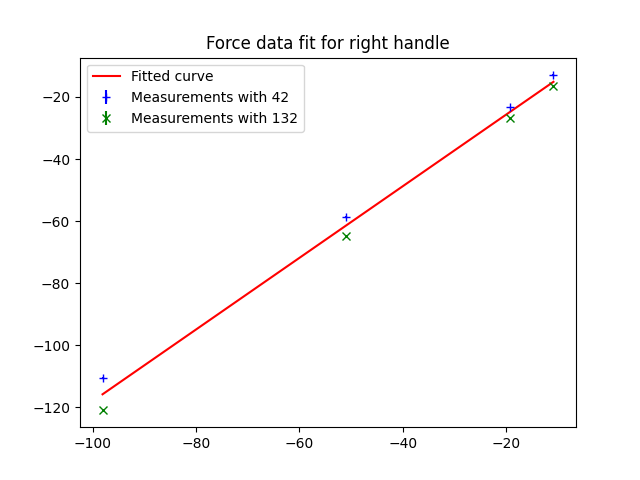 Force data fit for right handle
Fitted curve
Measurements with 42
Measurements with 132
−20
−40
−60
−80
−100
−120
−100
−80
−60
−40
−20